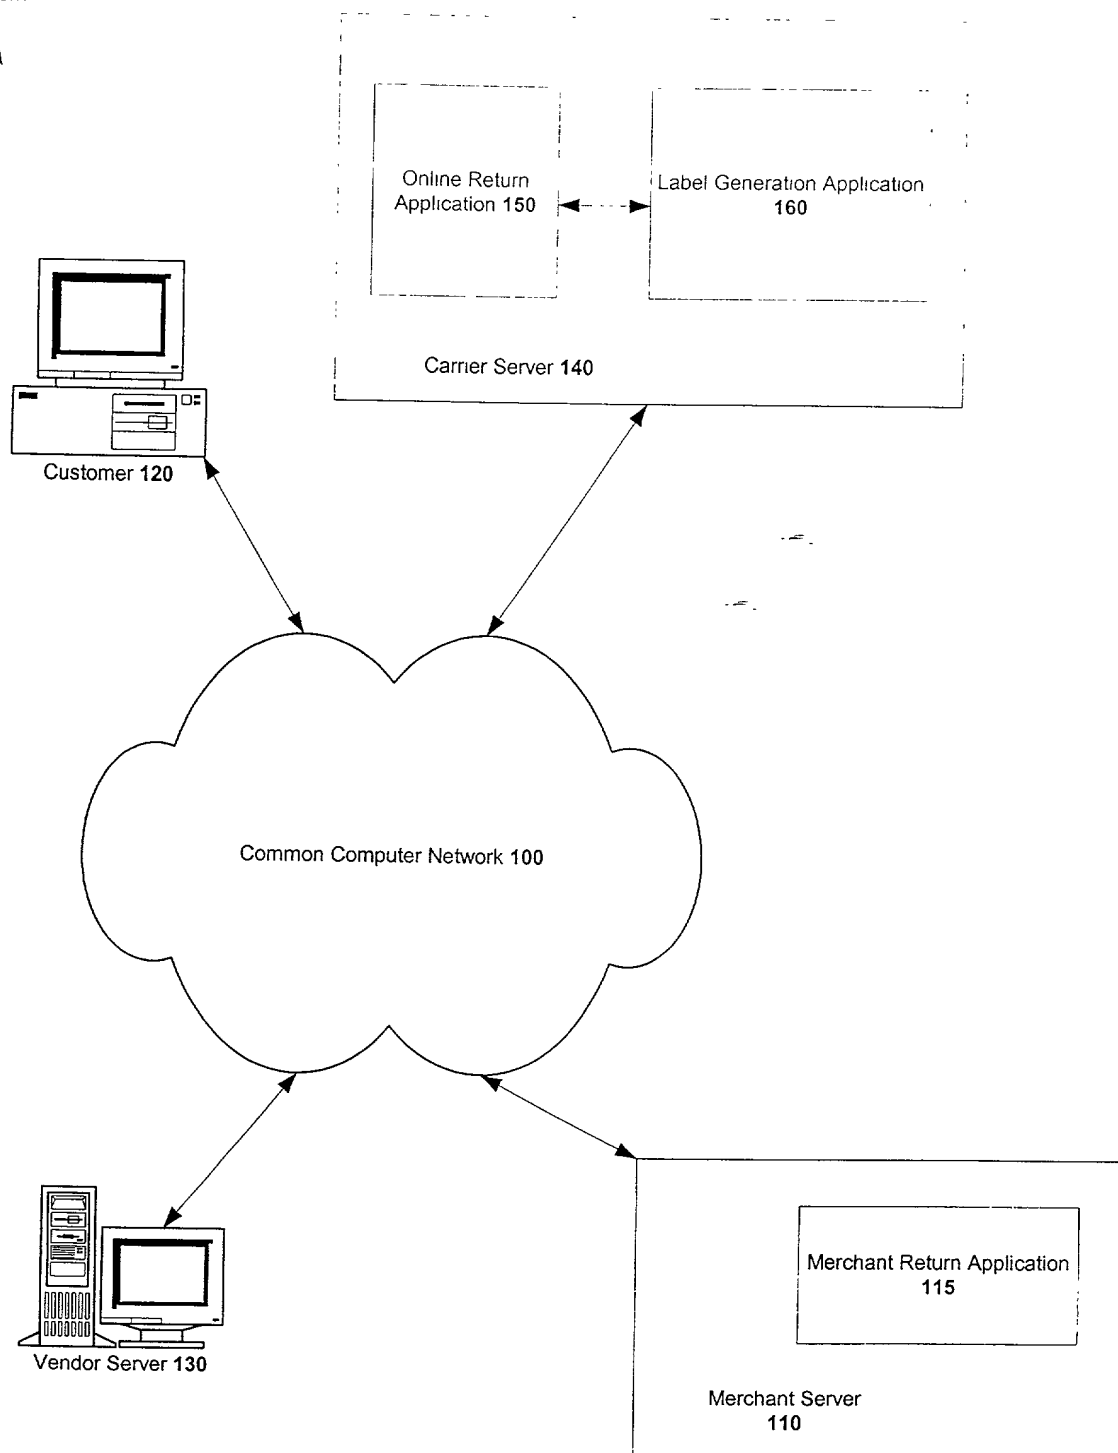 Online Return
Application 150
Label Generation Application
160
Carrier Server 140
Customer 120
Common Computer Network 100
Merchant Return Application
115
Vendor Server 130
Merchant Server
110